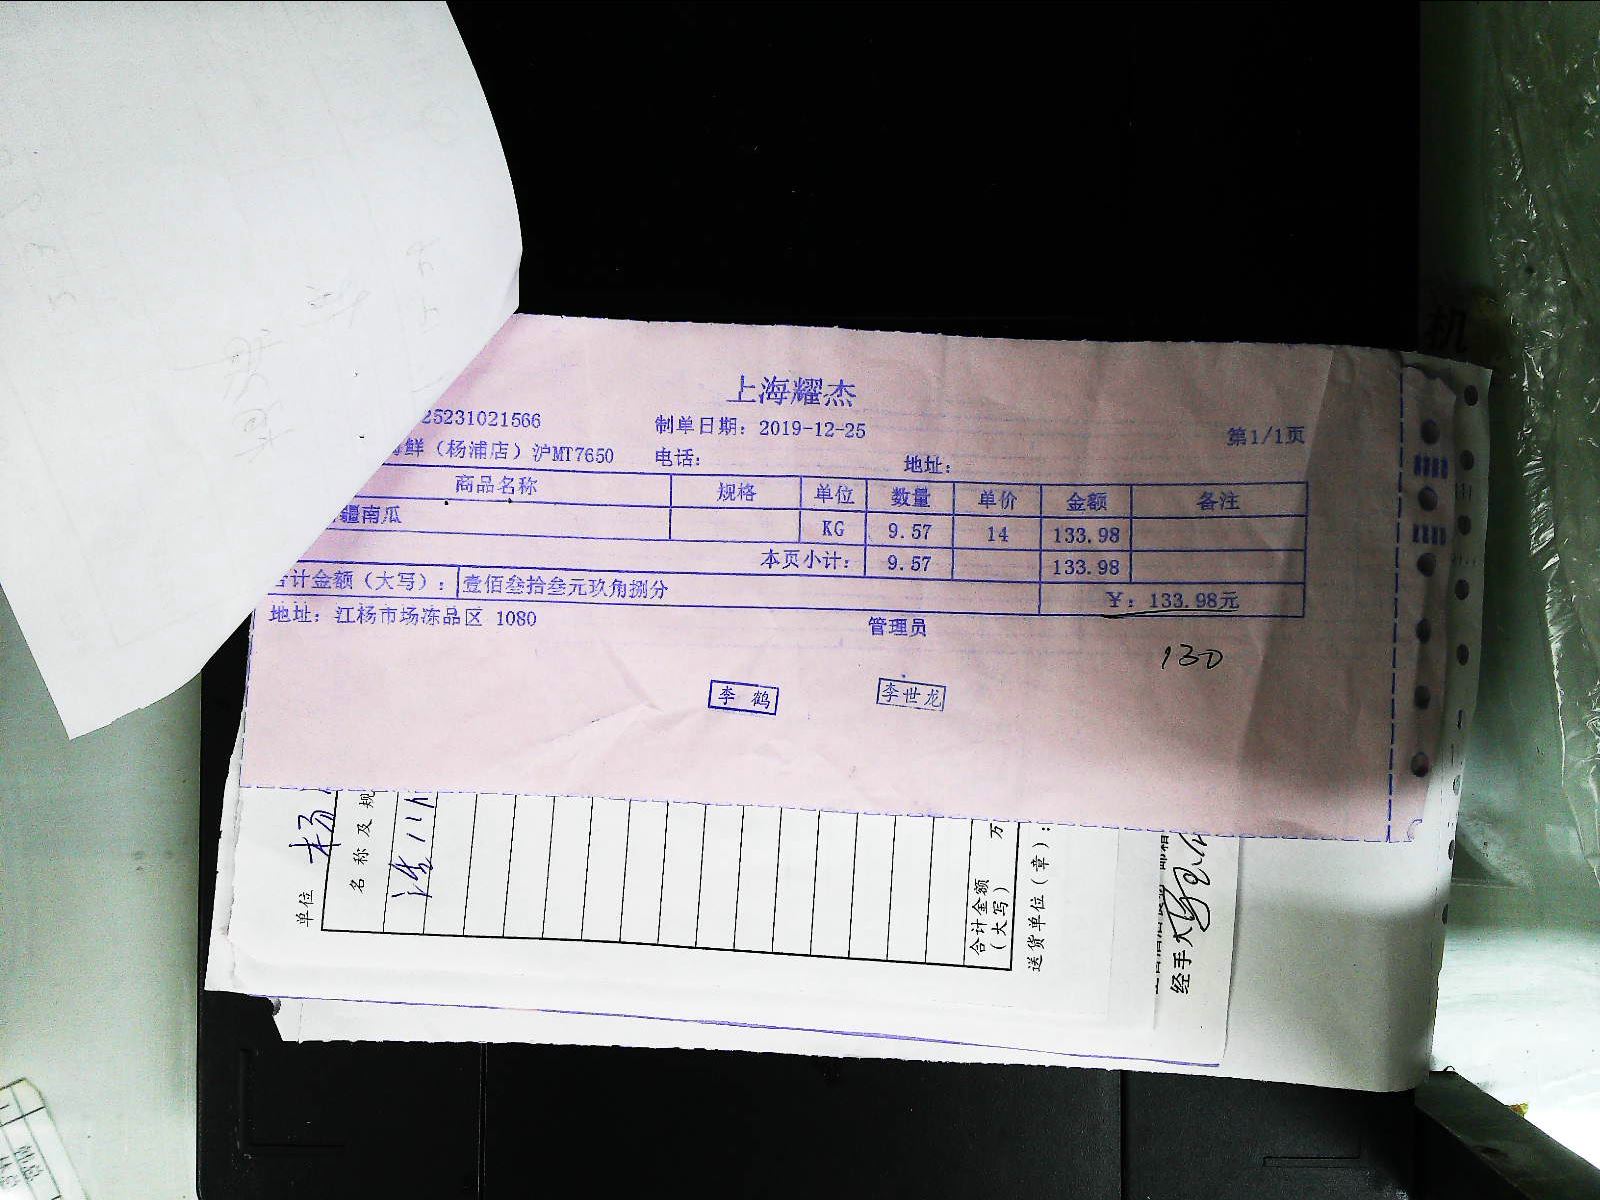 上海耀杰
25231021566 制单日期：2019-12-25 第1/1页
海鲜（杨浦店）沪MT7650 电话： 地址：
商品名称 规格 单位 数量 单价 金额 备注
疆南瓜 KG 9.57 14 133.98
本页小计： 9.57 133.98
合计金额（大写）： 壹佰叁拾叁元玖角捌分 ￥：133.98元
地址：江杨市场冻品区 1080 管理员
130
李鹤 李世龙
单位 杨
名称及规
合计金额（大写） 万
送货单位（章）：
经手人
机